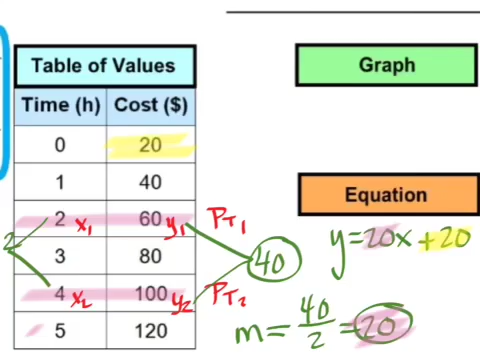 Table of Values
Time (h) Cost ($)
0 20
1 40
2 x₁ 60 y₁ PT₁
3 80
4 x₂ 100 y₂ PT₂
5 120
2
40
Graph
Equation
y=20x+20
m=40/2=20